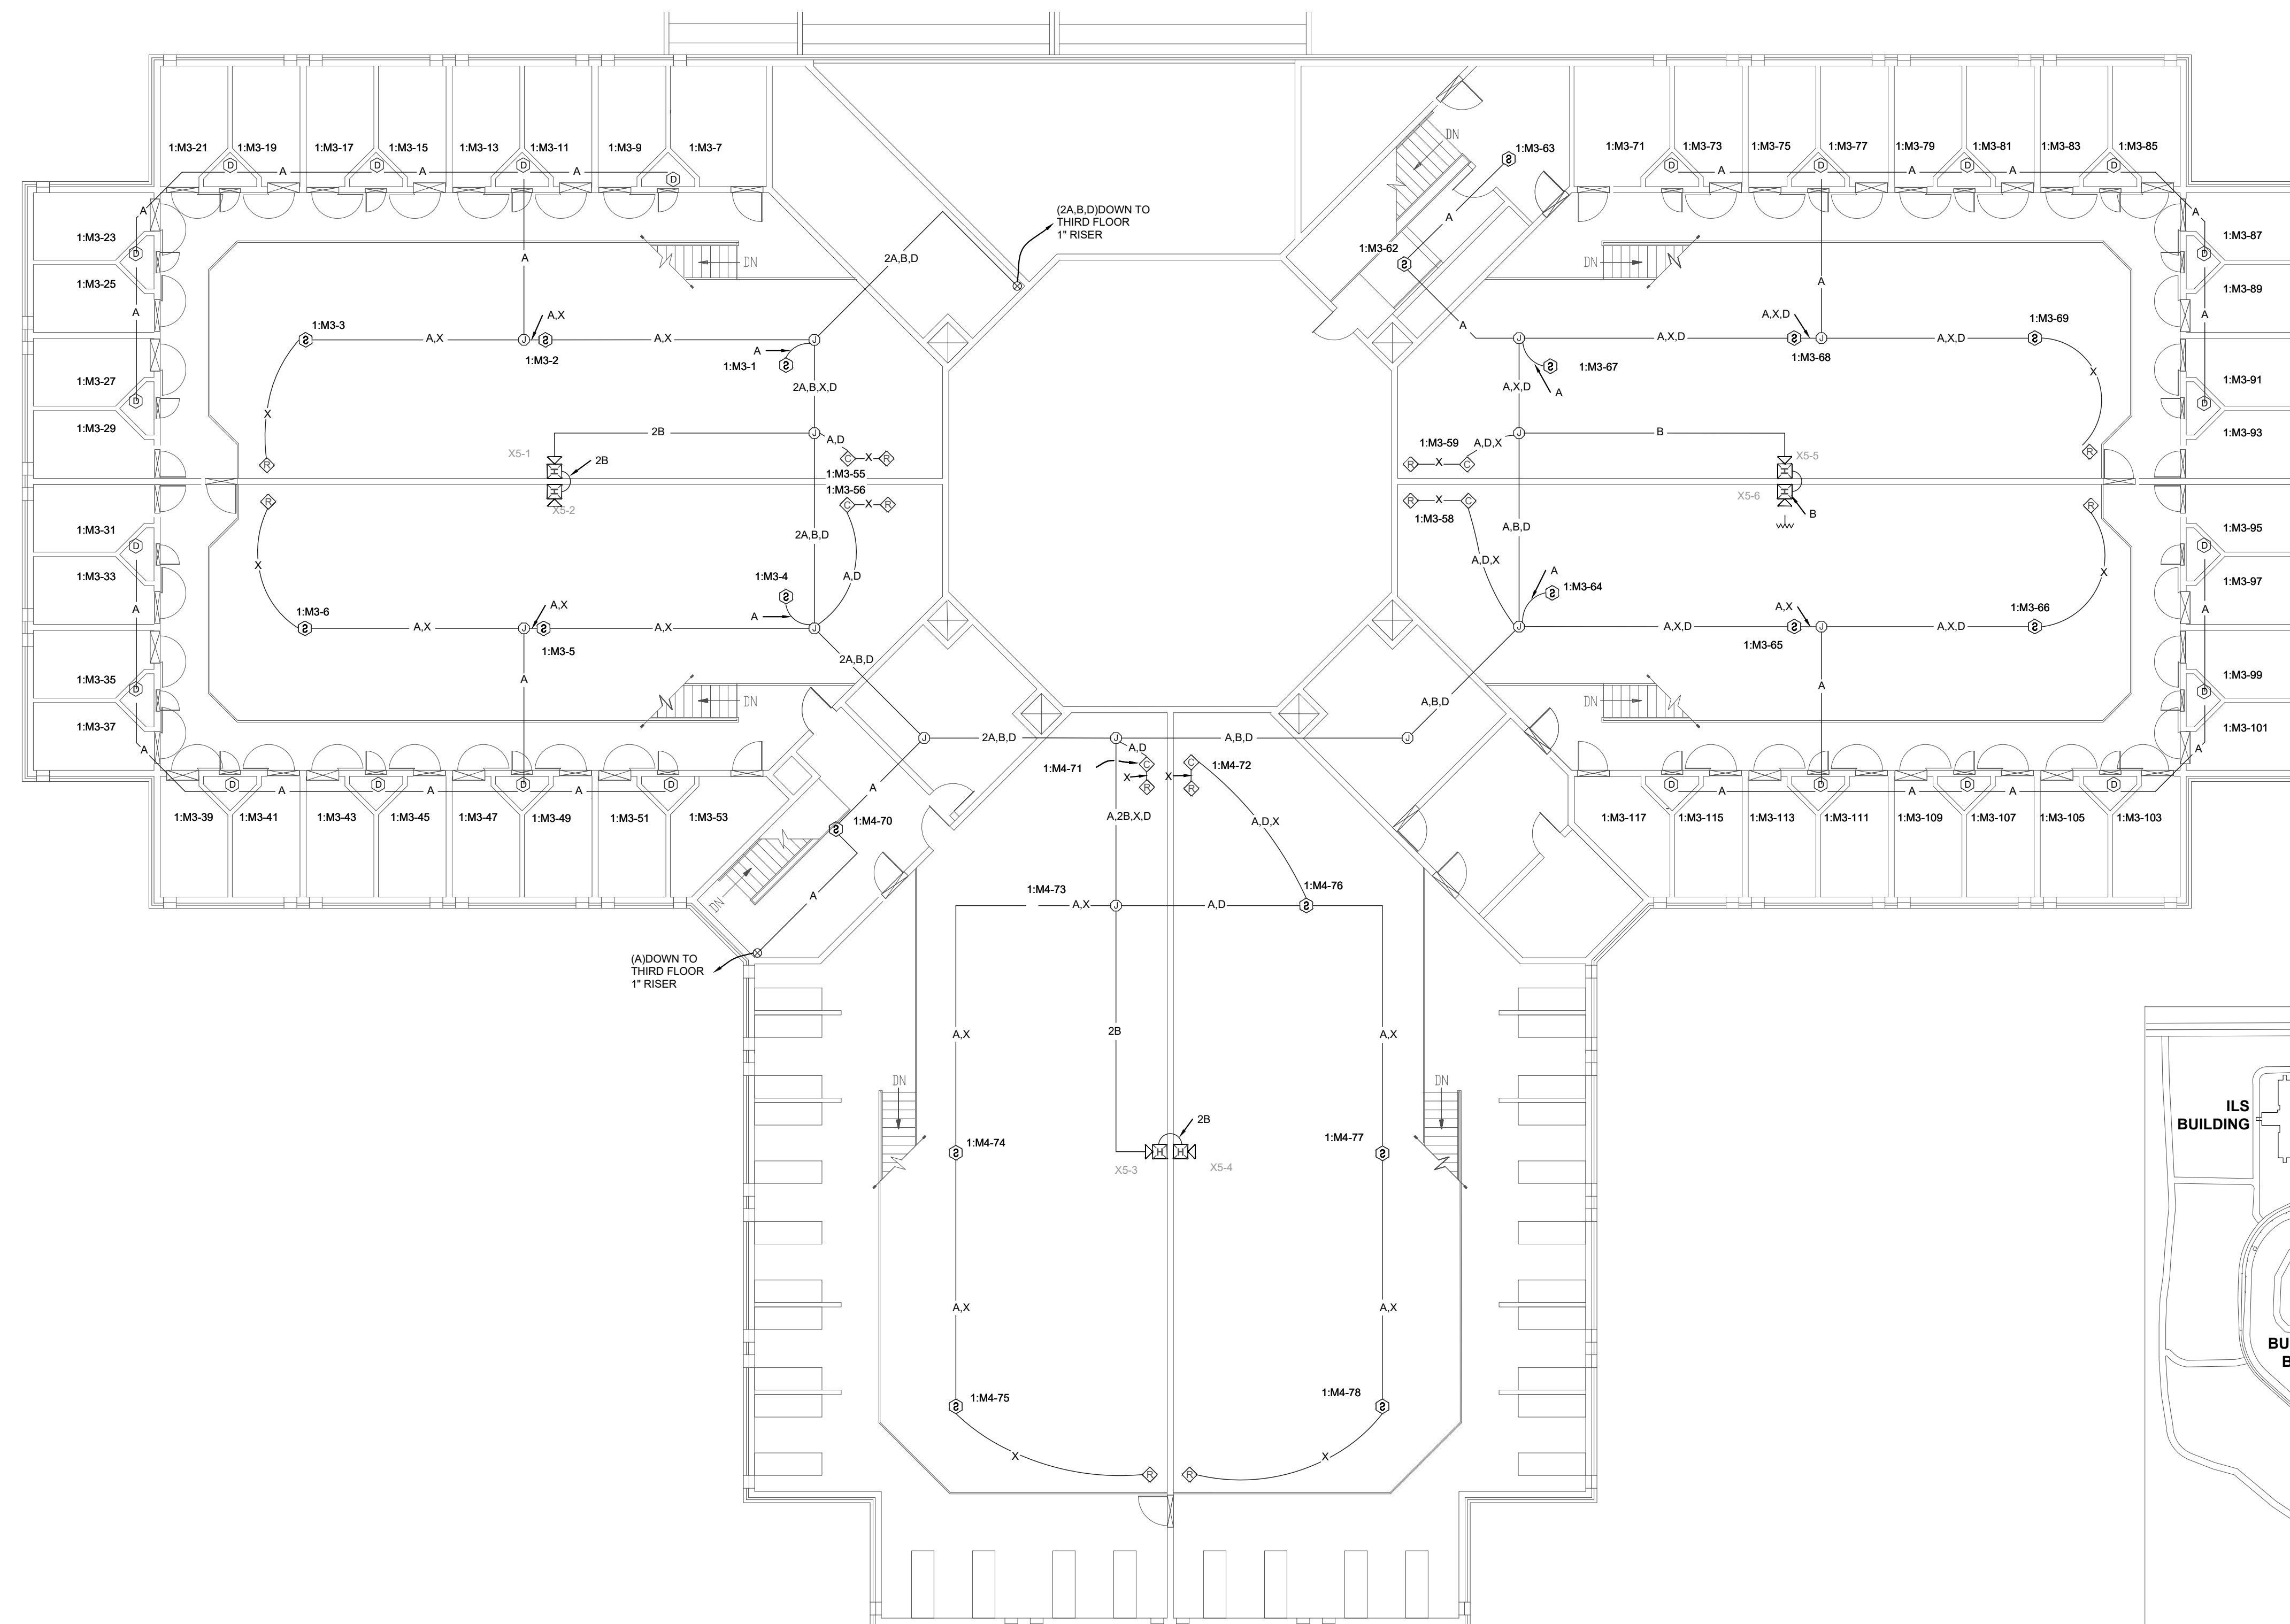 1:M3-21
1:M3-19
1:M3-17
1:M3-15
1:M3-13
1:M3-11
1:M3-9
1:M3-7
D
D
D
D
A
A
A
DN
1:M3-63
S
1:M3-71
1:M3-73
1:M3-75
1:M3-77
1:M3-79
1:M3-81
1:M3-83
1:M3-85
D
D
D
D
A
A
A
(2A,B,D)DOWN TO
THIRD FLOOR
1" RISER
A
A
A
1:M3-23
D
1:M3-25
A
DN
2A,B,D
A
1:M3-62
S
DN
A
1:M3-87
D
1:M3-89
A
1:M3-3
S
A,X
J
A,X
S
1:M3-2
A,X
J
A
1:M3-1
S
A
J
A,X,D
A,X,D
S
J
1:M3-68
A,X,D
1:M3-69
S
1:M3-67
S
A
1:M3-27
D
1:M3-29
X
R
2A,B,X,D
A,X,D
X
R
1:M3-91
D
1:M3-93
2B
J
A,D
C
X
R
X5-1
H
2B
1:M3-55
J
B
1:M3-59
A,D,X
R
X
C
X5-5
H
H
X5-2
1:M3-56
C
X
R
R
X
C
1:M3-58
X5-6
H
B
R
R
1:M3-31
D
1:M3-33
X
2A,B,D
A,D
A,B,D
A,D,X
X
1:M3-95
D
1:M3-97
A
A
1:M3-4
S
A
A
1:M3-64
S
1:M3-6
S
A,X
J
A,X
S
1:M3-5
A,X
J
J
A,X,D
A,X
S
J
1:M3-65
A,X,D
1:M3-66
S
1:M3-35
D
1:M3-37
A
A
DN
2A,B,D
A,B,D
DN
A
1:M3-99
D
1:M3-101
A
J
2A,B,D
J
A,B,D
J
A,D
1:M4-71
C
X
R
C
X
R
1:M4-72
D
D
D
D
A
A
A
D
D
D
D
A
A
A
1:M3-39
1:M3-41
1:M3-43
1:M3-45
1:M3-47
1:M3-49
1:M3-51
1:M3-53
A
S
1:M4-70
A,2B,X,D
A,D,X
1:M3-117
1:M3-115
1:M3-113
1:M3-111
1:M3-109
1:M3-107
1:M3-105
1:M3-103
DN
A
1:M4-73
A,X
J
A,D
1:M4-76
S
(A)DOWN TO
THIRD FLOOR
1" RISER
A,X
2B
A,X
DN
DN
ILS
BUILDING
S
1:M4-74
2B
1:M4-77
S
H
H
X5-3
X5-4
A,X
A,X
BU
B
S
1:M4-75
1:M4-78
S
X
R
R
X